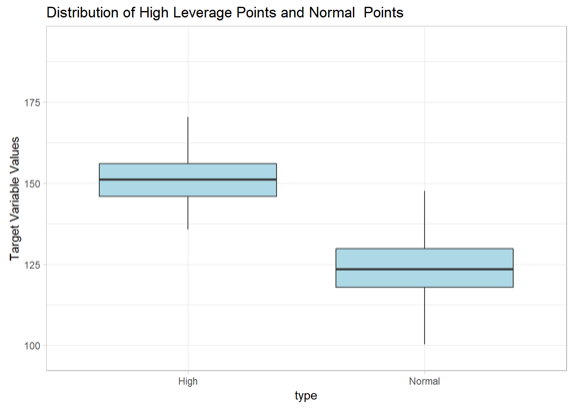 Distribution of High Leverage Points and Normal  Points
Target Variable Values
175
150
125
100
High
Normal
type